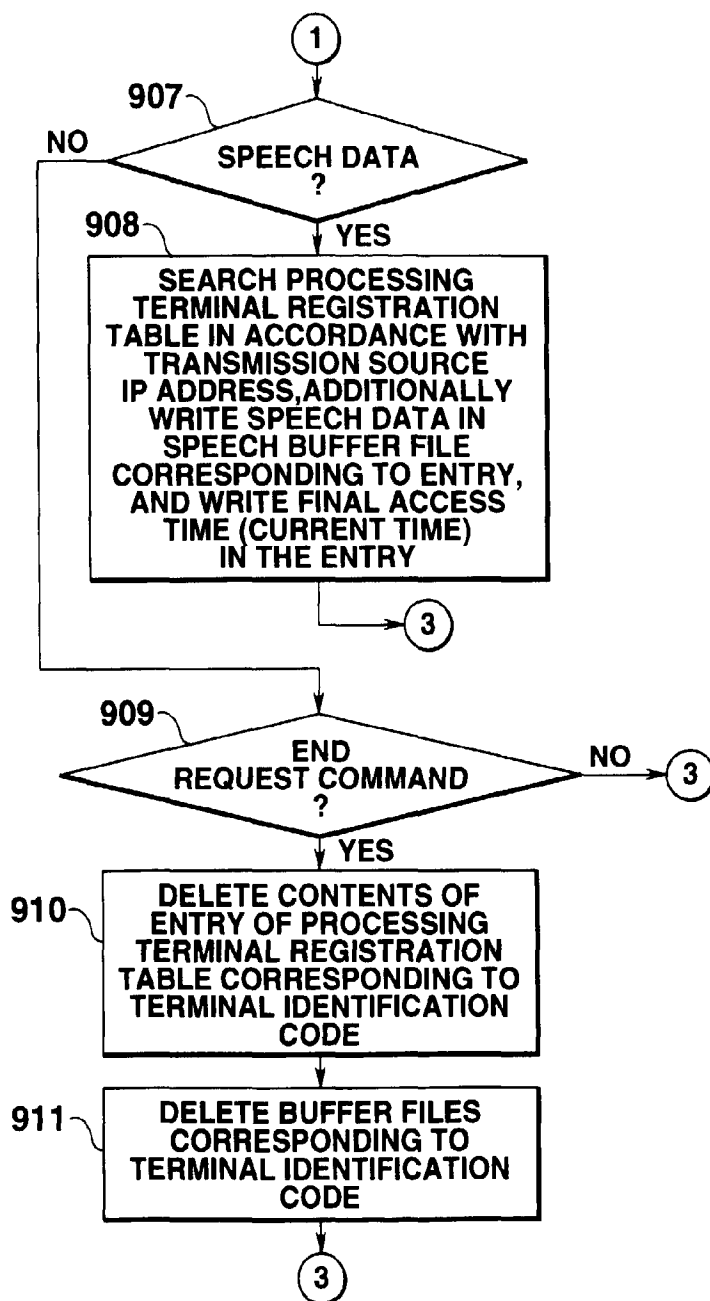 1
907
NO
SPEECH DATA
?
908
YES
SEARCH PROCESSING
TERMINAL REGISTRATION
TABLE IN ACCORDANCE WITH
TRANSMISSION SOURCE
IP ADDRESS,ADDITIONALLY
WRITE SPEECH DATA IN
SPEECH BUFFER FILE
CORRESPONDING TO ENTRY,
AND WRITE FINAL ACCESS
TIME (CURRENT TIME)
IN THE ENTRY
3
909
END
REQUEST COMMAND
?
NO
3
YES
910
DELETE CONTENTS OF
ENTRY OF PROCESSING
TERMINAL REGISTRATION
TABLE CORRESPONDING TO
TERMINAL IDENTIFICATION
CODE
911
DELETE BUFFER FILES
CORRESPONDING TO
TERMINAL IDENTIFICATION
CODE
3